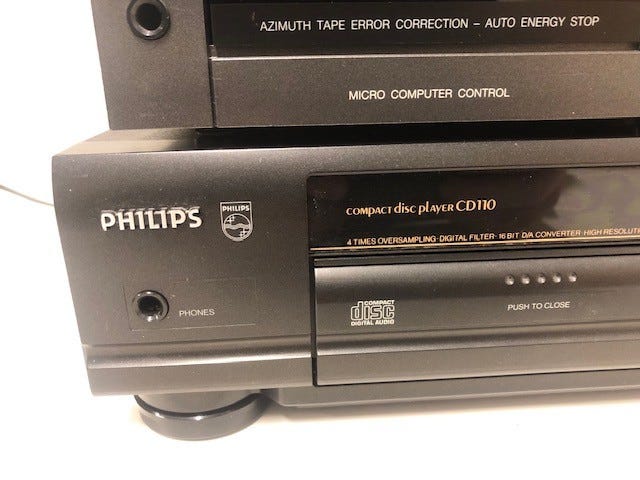 AZIMUTH TAPE ERROR CORRECTION - AUTO ENERGY STOP
MICRO COMPUTER CONTROL
PHILIPS
PHILIPS
COMPACT disc PLAYER CD110
4 TIMES OVERSAMPLING · DIGITAL FILTER · 16 BIT D/A CONVERTER · HIGH
PHONES
COMPACT
disc
DIGITAL AUDIO
PUSH TO CLOSE